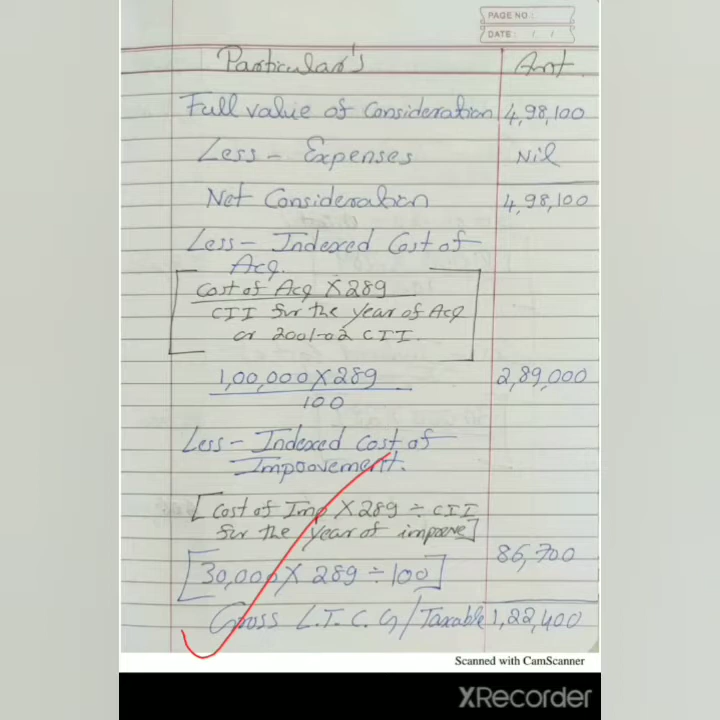 PAGE NO.:
DATE: / /
Particular's Amt.
Full value of Consideration 4,98,100
Less - Expenses Nil
Net Consideration 4,98,100
Less - Indexed Cost of
Acq.
Cost of Acq X 289
CII for the year of Acq
or 2001-02 CII.
1,00,000 X 289 2,89,000
100
Less - Indexed Cost of
Improvement.
[Cost of Imp X 289 ÷ CII
for the year of improve]
86,700
[30,000 X 289 ÷ 100]
Gross L.T.C.G/Taxable 1,22,400
Scanned with CamScanner
XRecorder